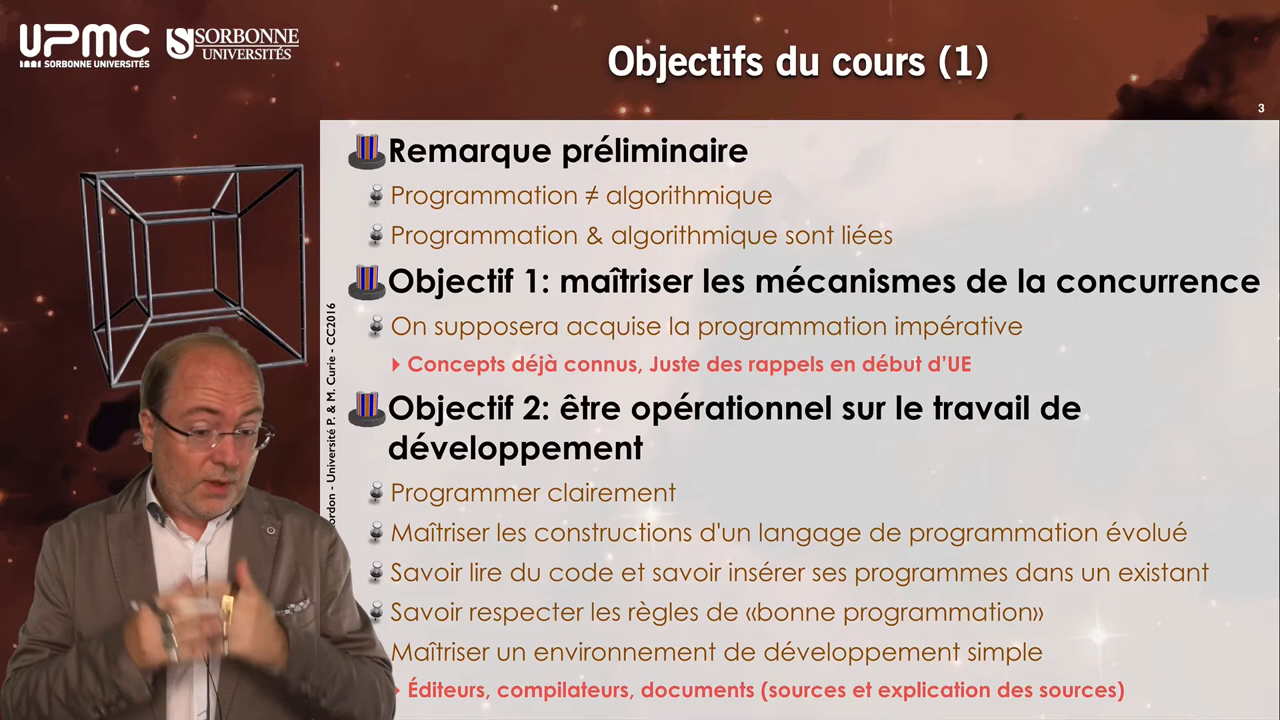 UPMC
SORBONNE UNIVERSITÉS
SORBONNE
UNIVERSITÉS
Objectifs du cours (1)
3
Remarque préliminaire
Programmation ≠ algorithmique
Programmation & algorithmique sont liées
Objectif 1: maîtriser les mécanismes de la concurrence
On supposera acquise la programmation impérative
Concepts déjà connus, Juste des rappels en début d’UE
Objectif 2: être opérationnel sur le travail de
développement
Programmer clairement
Maîtriser les constructions d'un langage de programmation évolué
Savoir lire du code et savoir insérer ses programmes dans un existant
Savoir respecter les règles de «bonne programmation»
Maîtriser un environnement de développement simple
Éditeurs, compilateurs, documents (sources et explication des sources)
- Université P. & M. Curie - CC2016